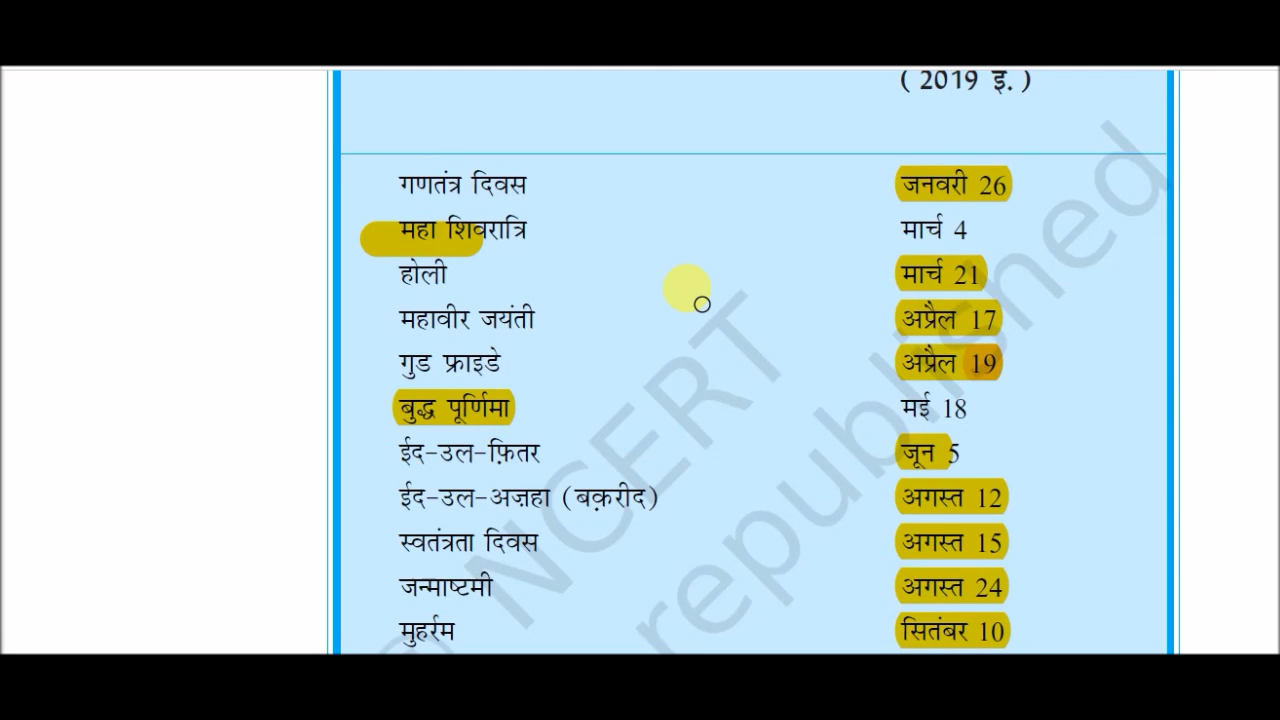 ( 2019 इ. )
गणतंत्र दिवस जनवरी 26
महा शिवरात्रि मार्च 4
होली मार्च 21
महावीर जयंती अप्रैल 17
गुड फ्राइडे अप्रैल 19
बुद्ध पूर्णिमा मई 18
ईद-उल-फ़ितर जून 5
ईद-उल-अज़हा (बक़रीद) अगस्त 12
स्वतंत्रता दिवस अगस्त 15
जन्माष्टमी अगस्त 24
मुहर्रम सितंबर 10
NCERT
republished